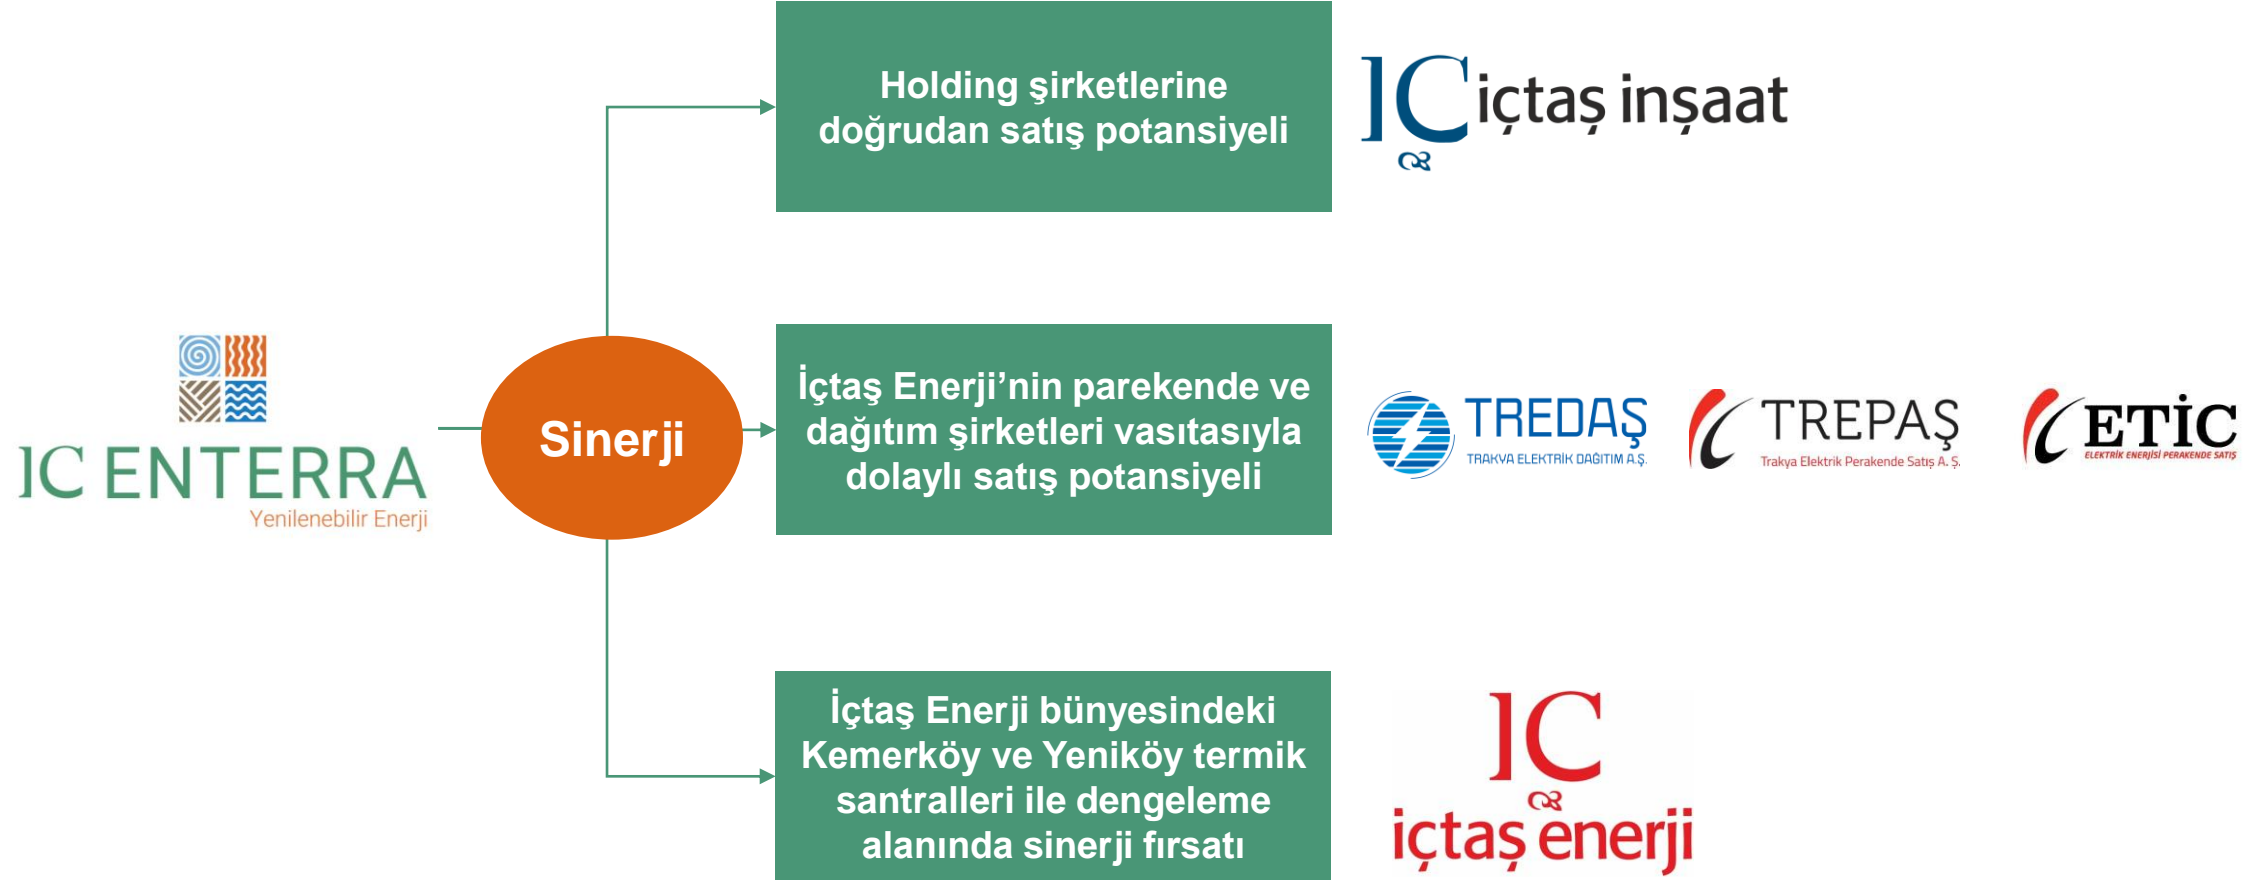 IC ENTERRA
Yenilenebilir Enerji
Sinerji
Holding şirketlerine
doğrudan satış potansiyeli
IC içtaş inşaat
İçtaş Enerji’nin parekende ve
dağıtım şirketleri vasıtasıyla
dolaylı satış potansiyeli
TREDAŞ
TRAKYA ELEKTRİK DAĞITIM A.Ş.
TREPAŞ
Trakya Elektrik Perakende Satış A. Ş.
ETİC
ELEKTRİK ENERJİSİ PERAKENDE SATIŞ
İçtaş Enerji bünyesindeki
Kemerköy ve Yeniköy termik
santralleri ile dengeleme
alanında sinerji fırsatı
IC
içtaş enerji